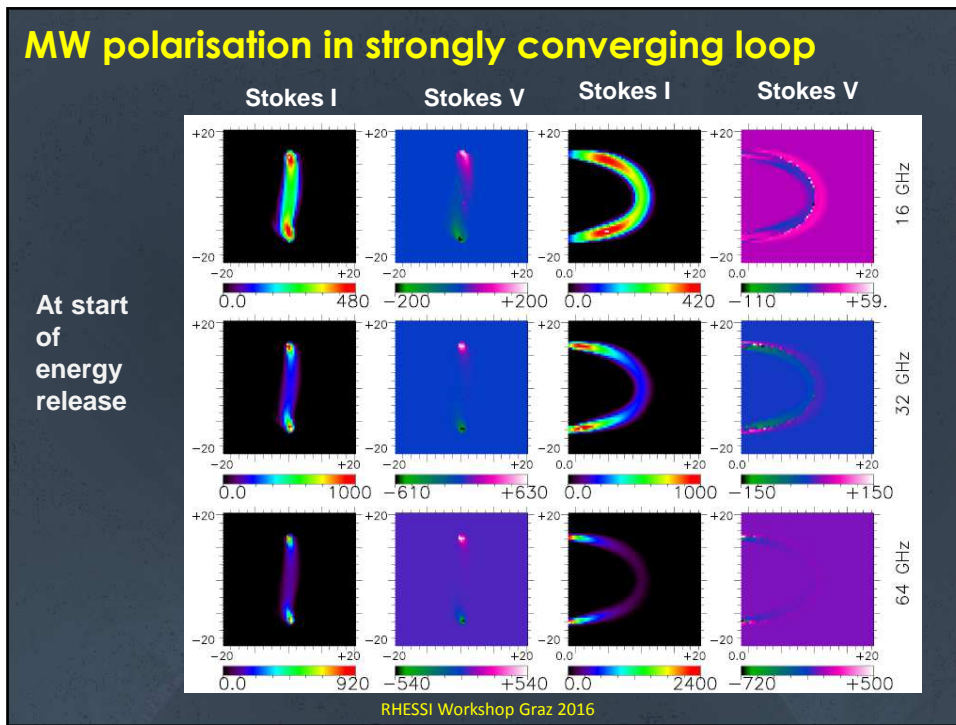 MW polarisation in strongly converging loop
Stokes I Stokes V Stokes I Stokes V
At start
of
energy
release
+20 +20 +20 +20
−20 −20 −20 −20
−20 +20 −20 +20 0.0 +20 0.0 +20
0.0 480 −200 +200 0.0 420 −110 +59.
16 GHz
+20 +20 +20 +20
−20 −20 −20 −20
−20 +20 −20 +20 0.0 +20 0.0 +20
0.0 1000 −610 +630 0.0 1000 −150 +150
32 GHz
+20 +20 +20 +20
−20 −20 −20 −20
−20 +20 −20 +20 0.0 +20 0.0 +20
0.0 920 −540 +540 0.0 2400 −720 +500
64 GHz
RHESSI Workshop Graz 2016